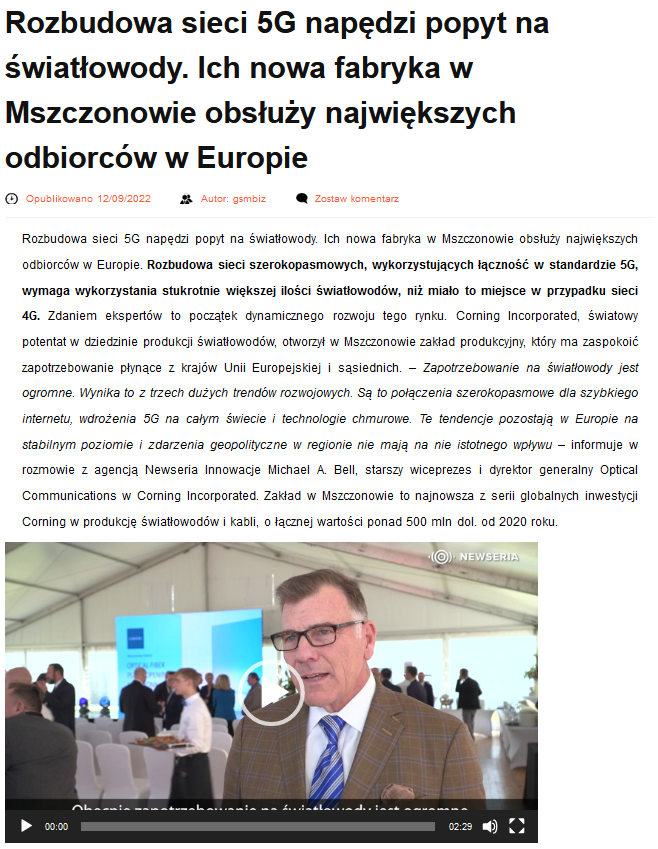 Rozbudowa sieci 5G napędzi popyt na
światłowody. Ich nowa fabryka w
Mszczonowie obsłuży największych
odbiorców w Europie
Opublikowano 12/09/2022 Autor: gsmbiz Zostaw komentarz
Rozbudowa sieci 5G napędzi popyt na światłowody. Ich nowa fabryka w Mszczonowie obsłuży największych
odbiorców w Europie. Rozbudowa sieci szerokopasmowych, wykorzystujących łączność w standardzie 5G,
wymaga wykorzystania stukrotnie większej ilości światłowodów, niż miało to miejsce w przypadku sieci
4G. Zdaniem ekspertów to początek dynamicznego rozwoju tego rynku. Corning Incorporated, światowy
potentat w dziedzinie produkcji światłowodów, otworzył w Mszczonowie zakład produkcyjny, który ma zaspokoić
zapotrzebowanie płynące z krajów Unii Europejskiej i sąsiednich. – Zapotrzebowanie na światłowody jest
ogromne. Wynika to z trzech dużych trendów rozwojowych. Są to połączenia szerokopasmowe dla szybkiego
internetu, wdrożenia 5G na całym świecie i technologie chmurowe. Te tendencje pozostają w Europie na
stabilnym poziomie i zdarzenia geopolityczne w regionie nie mają na nie istotnego wpływu – informuje w
rozmowie z agencją Newseria Innowacje Michael A. Bell, starszy wiceprezes i dyrektor generalny Optical
Communications w Corning Incorporated. Zakład w Mszczonowie to najnowsza z serii globalnych inwestycji
Corning w produkcję światłowodów i kabli, o łącznej wartości ponad 500 mln dol. od 2020 roku.
NEWSERIA
Obecnie zapotrzebowanie na światłowody jest ogromne.
00:00 02:29